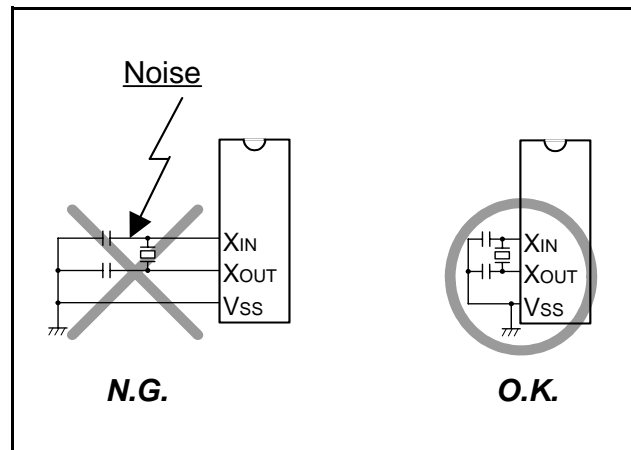 Noise
XIN
XOUT
VSS
N.G.
XIN
XOUT
VSS
O.K.